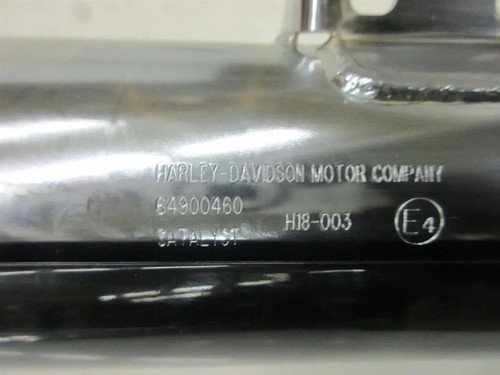 HARLEY-DAVIDSON MOTOR COMPANY
64900460 H18-003 E4
CATALYST